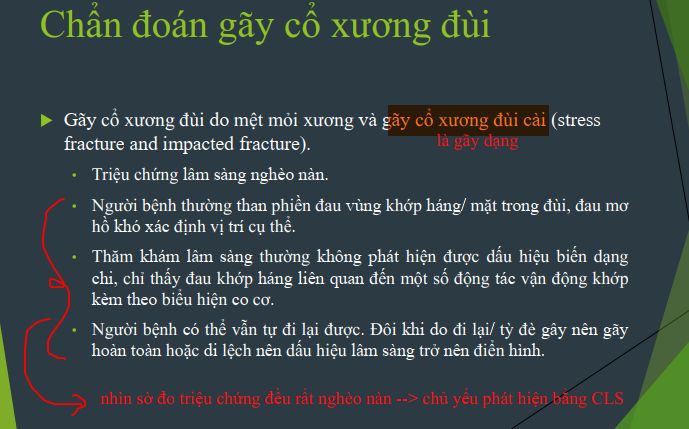 Chẩn đoán gãy cổ xương đùi
Gãy cổ xương đùi do mệt mỏi xương và gãy cổ xương đùi cài (stress
là gãy dạng
fracture and impacted fracture).
Triệu chứng lâm sàng nghèo nàn.
Người bệnh thường than phiền đau vùng khớp háng/ mặt trong đùi, đau mơ
hồ khó xác định vị trí cụ thể.
Thăm khám lâm sàng thường không phát hiện được dấu hiệu biến dạng
chi, chỉ thấy đau khớp háng liên quan đến một số động tác vận động khớp
kèm theo biểu hiện co cơ.
Người bệnh có thể vẫn tự đi lại được. Đôi khi do đi lại/ tỳ đè gây nên gãy
hoàn toàn hoặc di lệch nên dấu hiệu lâm sàng trở nên điển hình.
nhìn sờ đo triệu chứng đều rất nghèo nàn --> chủ yếu phát hiện bằng CLS